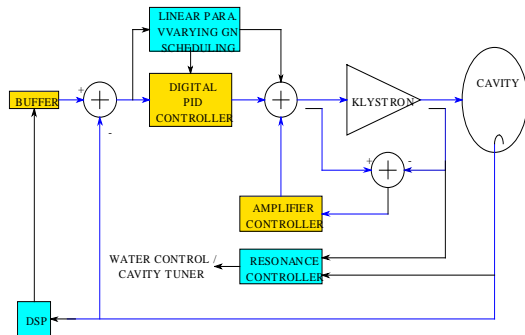 LINEAR PARA.
VVARYING GN
SCHEDULING
CAVITY
+
DIGITAL
PID
CONTROLLER
BUFFER
KLYSTRON
-
+
-
AMPLIFIER
CONTROLLER
WATER CONTROL /
CAVITY TUNER
RESONANCE
CONTROLLER
DSP